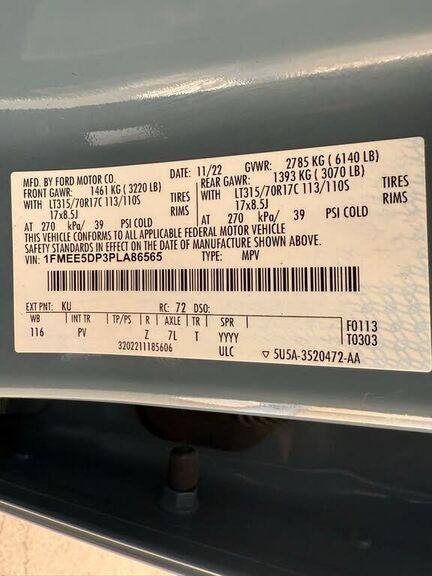 MFD. BY FORD MOTOR CO. DATE: 11/22 GVWR: 2785 KG (6140 LB)
FRONT GAWR: 1461 KG (3220 LB) REAR GAWR: 1393 KG (3070 LB)
WITH LT315/70R17C 113/110S TIRES WITH LT315/70R17C 113/110S TIRES
17x8.5J RIMS 17x8.5J RIMS
AT 270 kPa/ 39 PSI COLD AT 270 kPa/ 39 PSI COLD
THIS VEHICLE CONFORMS TO ALL APPLICABLE FEDERAL MOTOR VEHICLE
SAFETY STANDARDS IN EFFECT ON THE DATE OF MANUFACTURE SHOWN ABOVE.
VIN: 1FMEE5DP3PLA86565 TYPE: MPV
EXT PNT: KU RC: 72 DSO:
WB INT TR TP/PS R AXLE TR SPR F0113
116 PV Z 7L T YYYY T0303
3202211185606 ULC ▽ 5U5A-3520472-AA